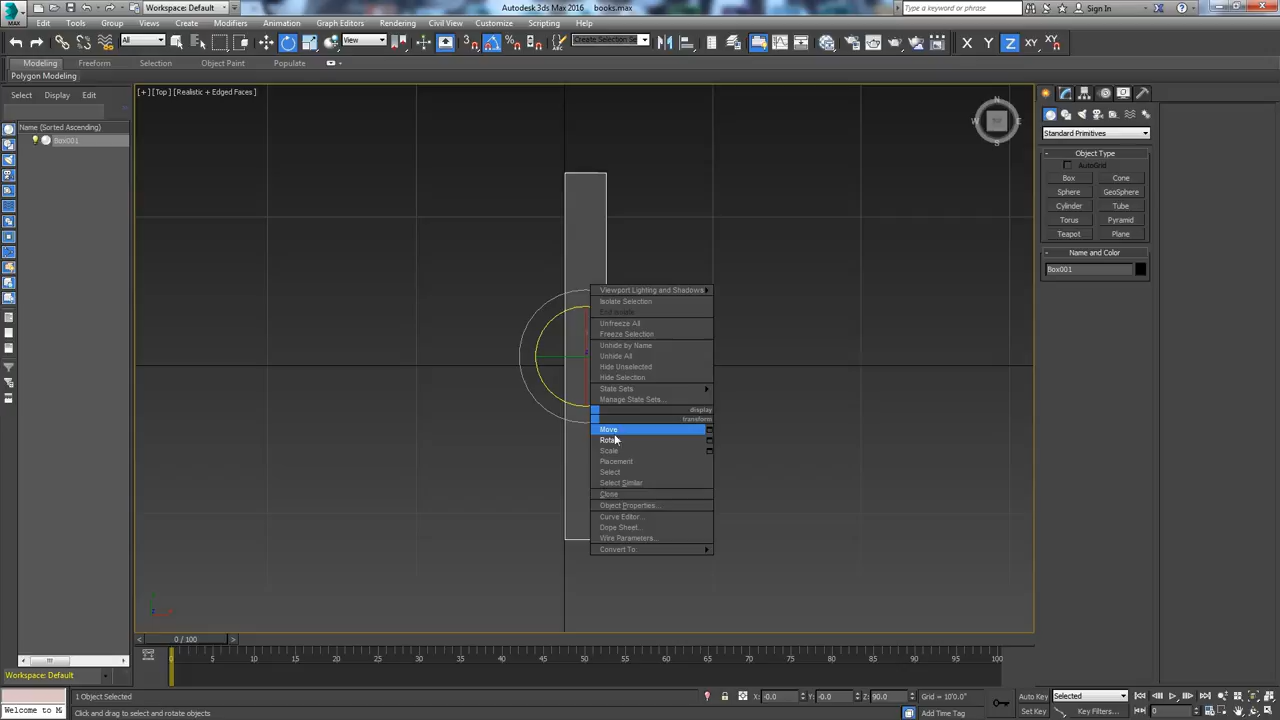 Workspace: Default
Autodesk 3ds Max 2016
books.max
Type a keyword or phrase
Sign In
MAX
Edit
Tools
Group
Views
Create
Modifiers
Animation
Graph Editors
Rendering
Civil View
Customize
Scripting
Help
All
View
Create Selection Se
X
Y
Z
XY
Modeling
Freeform
Selection
Object Paint
Populate
Polygon Modeling
Select
Display
Edit
Name (Sorted Ascending)
Box001
[+] [Top] [Realistic + Edged Faces]
N
W
E
S
Standard Primitives
Object Type
AutoGrid
Box
Cone
Sphere
GeoSphere
Cylinder
Tube
Torus
Pyramid
Teapot
Plane
Name and Color
Box001
Viewport Lighting and Shadows
Isolate Selection
End Isolate
Unfreeze All
Freeze Selection
Unhide by Name
Unhide All
Hide Unselected
Hide Selection
State Sets
Manage State Sets...
display
transform
Move
Rotate
Scale
Placement
Select
Select Similar
Clone
Object Properties...
Curve Editor...
Dope Sheet...
Wire Parameters...
Convert To:
0 / 100
0 5 10 15 20 25 30 35 40 45 50 55 60 65 70 75 80 85 90 95 100
Workspace: Default
1 Object Selected
X: -0.0
Y: -0.0
Z: 90.0
Grid = 10'0.0"
Auto Key
Selected
Welcome to M
Click and drag to select and rotate objects
Add Time Tag
Set Key
Key Filters...
0